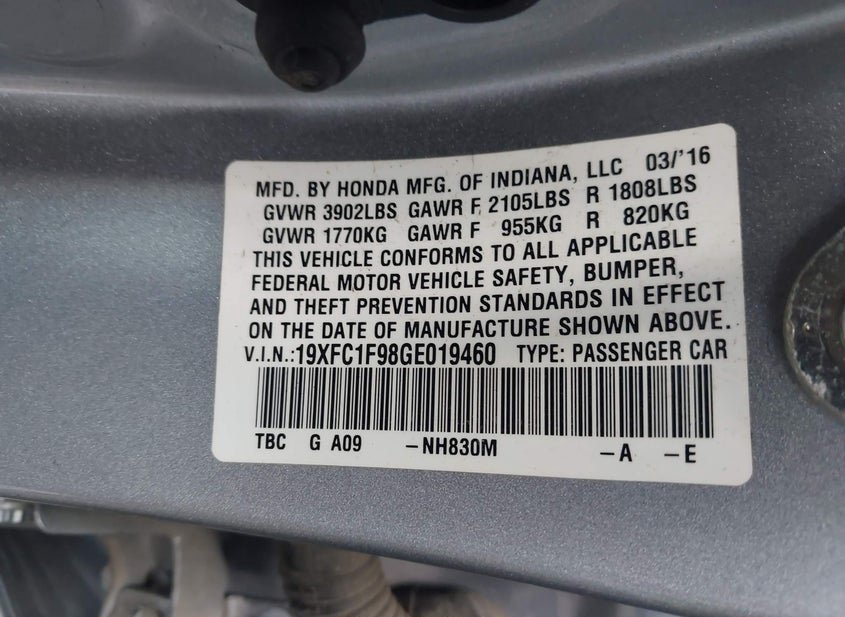 MFD. BY HONDA MFG. OF INDIANA, LLC 03/'16
GVWR 3902LBS GAWR F 2105LBS R 1808LBS
GVWR 1770KG GAWR F 955KG R 820KG
THIS VEHICLE CONFORMS TO ALL APPLICABLE
FEDERAL MOTOR VEHICLE SAFETY, BUMPER,
AND THEFT PREVENTION STANDARDS IN EFFECT
ON THE DATE OF MANUFACTURE SHOWN ABOVE.
V.I.N.:19XFC1F98GE019460 TYPE: PASSENGER CAR
TBC G A09 -NH830M -A -E